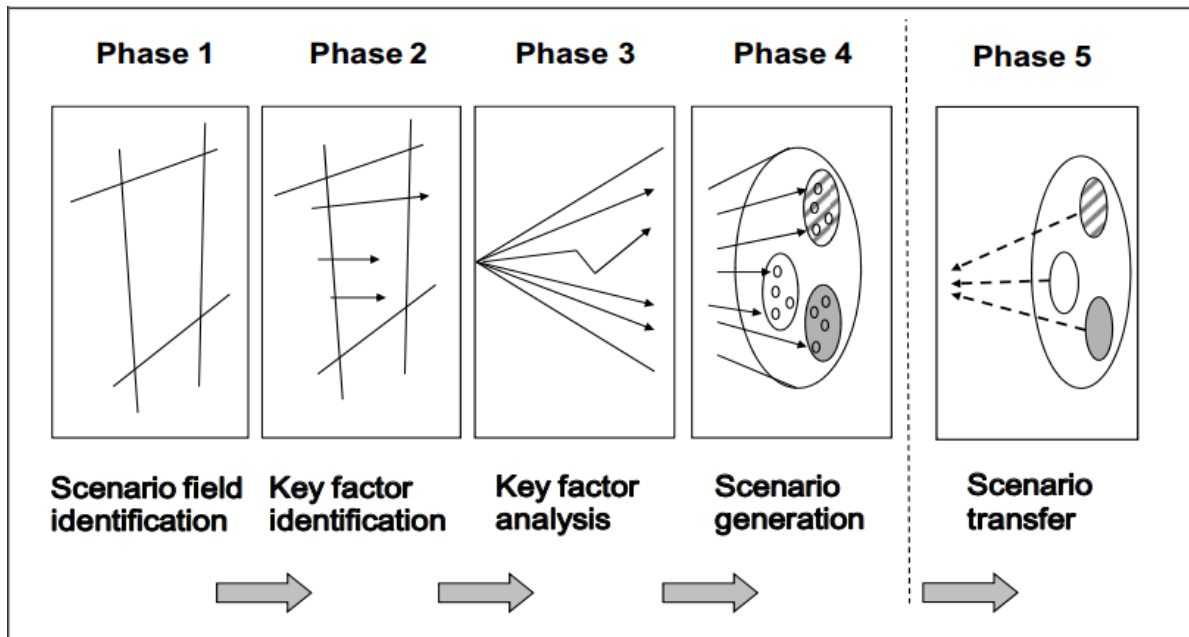 Phase 1
Phase 2
Phase 3
Phase 4
Phase 5
Scenario field
identification
Key factor
identification
Key factor
analysis
Scenario
generation
Scenario
transfer